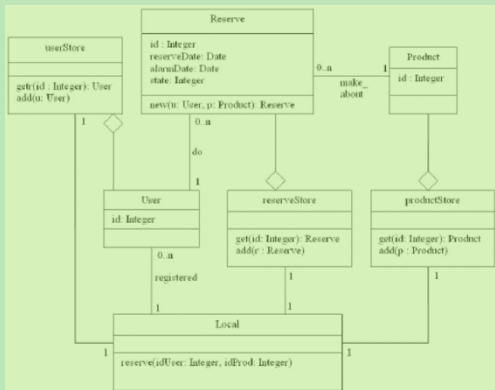 Reserve
id : Integer
reserveDate: Date
alarmDate: Date
state: Integer
new(u: User, p: Product): Reserve
userStore
getr(id : Integer): User
add(u: User)
Product
id : Integer
0..n
1
make_
about
1
0..n
do
1
User
id: Integer
reserveStore
get(id: Integer): Reserve
add(r : Reserve)
productStore
get(id: Integer): Product
add(p : Product)
0..n
registered
1
1
1
1
Local
1
1
reserve(idUser: Integer, idProd: Integer)